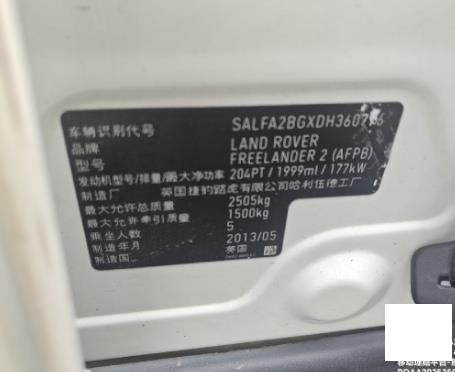 车辆识别代号
品牌 LAND ROVER
型号 FREELANDER 2 (AFPB)
发动机型号/排量/最大净功率 204PT / 1999ml / 177kW
制造厂 英国捷豹路虎有限公司哈利伍德工厂
最大允许总质量 2505kg
最大允许牵引质量 1500kg
乘坐人数 5
制造年月 2013/05
制造国 英国